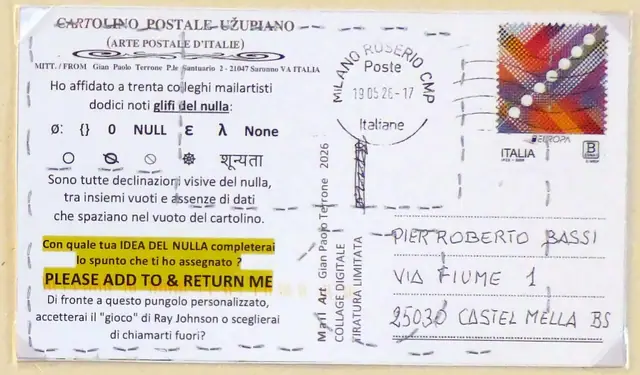 CARTOLINO POSTALE UŽUPIANO
(ARTE POSTALE D'ITALIE)
MITT./FROM Gian Paolo Terrone P.le Santuario 2 - 21047 Saronno VA ITALIA
Ho affidato a trenta colleghi mailartisti
dodici noti glifi del nulla:
∅: {} 0 NULL ε λ None
शून्यता
Sono tutte declinazioni visive del nulla,
tra insiemi vuoti e assenze di dati
che spaziano nel vuoto del cartolino.
Con quale tua IDEA DEL NULLA completerai
lo spunto che ti ho assegnato ?
PLEASE ADD TO & RETURN ME
Di fronte a questo pungolo personalizzato,
accetterai il "gioco" di Ray Johnson o sceglierai
di chiamarti fuori?
Mail Art Gian Paolo Terrone 2026
COLLAGE DIGITALE
TIRATURA LIMITATA
MILANO ROSERIO CMP
Poste
19.05.26-17
Italiane
EUROPA
ITALIA
B
PIERROBERTO BASSI
VIA FIUME 1
25030 CASTEL MELLA BS